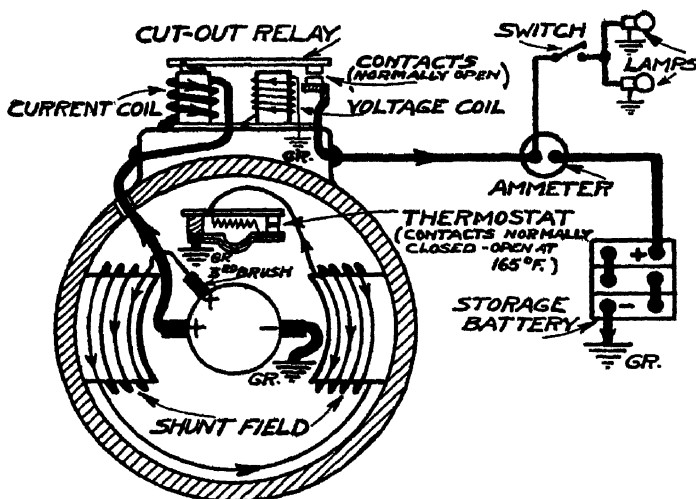 CUT-OUT RELAY
SWITCH
LAMPS
CONTACTS
(NORMALLY OPEN)
CURRENT COIL
VOLTAGE COIL
GR.
AMMETER
THERMOSTAT
(CONTACTS NORMALLY
CLOSED - OPEN AT
165°F.)
GR.
3RD BRUSH
+
+
-
+
-
STORAGE
BATTERY
GR.
GR.
SHUNT FIELD